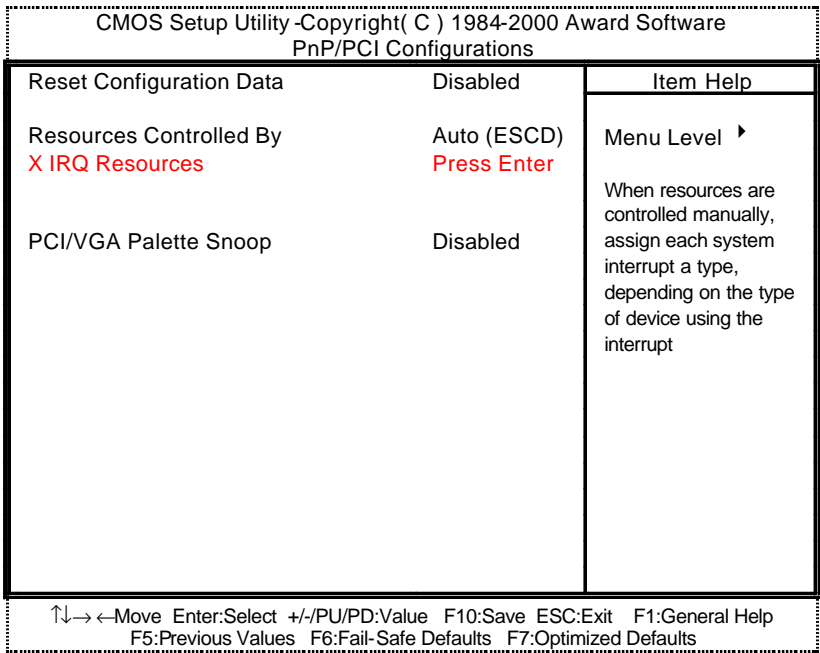 CMOS Setup Utility -Copyright( C ) 1984-2000 Award Software
PnP/PCI Configurations
Reset Configuration Data Disabled
Resources Controlled By Auto (ESCD)
X IRQ Resources Press Enter
PCI/VGA Palette Snoop Disabled
Item Help
Menu Level ▸
When resources are
controlled manually,
assign each system
interrupt a type,
depending on the type
of device using the
interrupt
↑↓→←Move Enter:Select +/-/PU/PD:Value F10:Save ESC:Exit F1:General Help
F5:Previous Values F6:Fail-Safe Defaults F7:Optimized Defaults